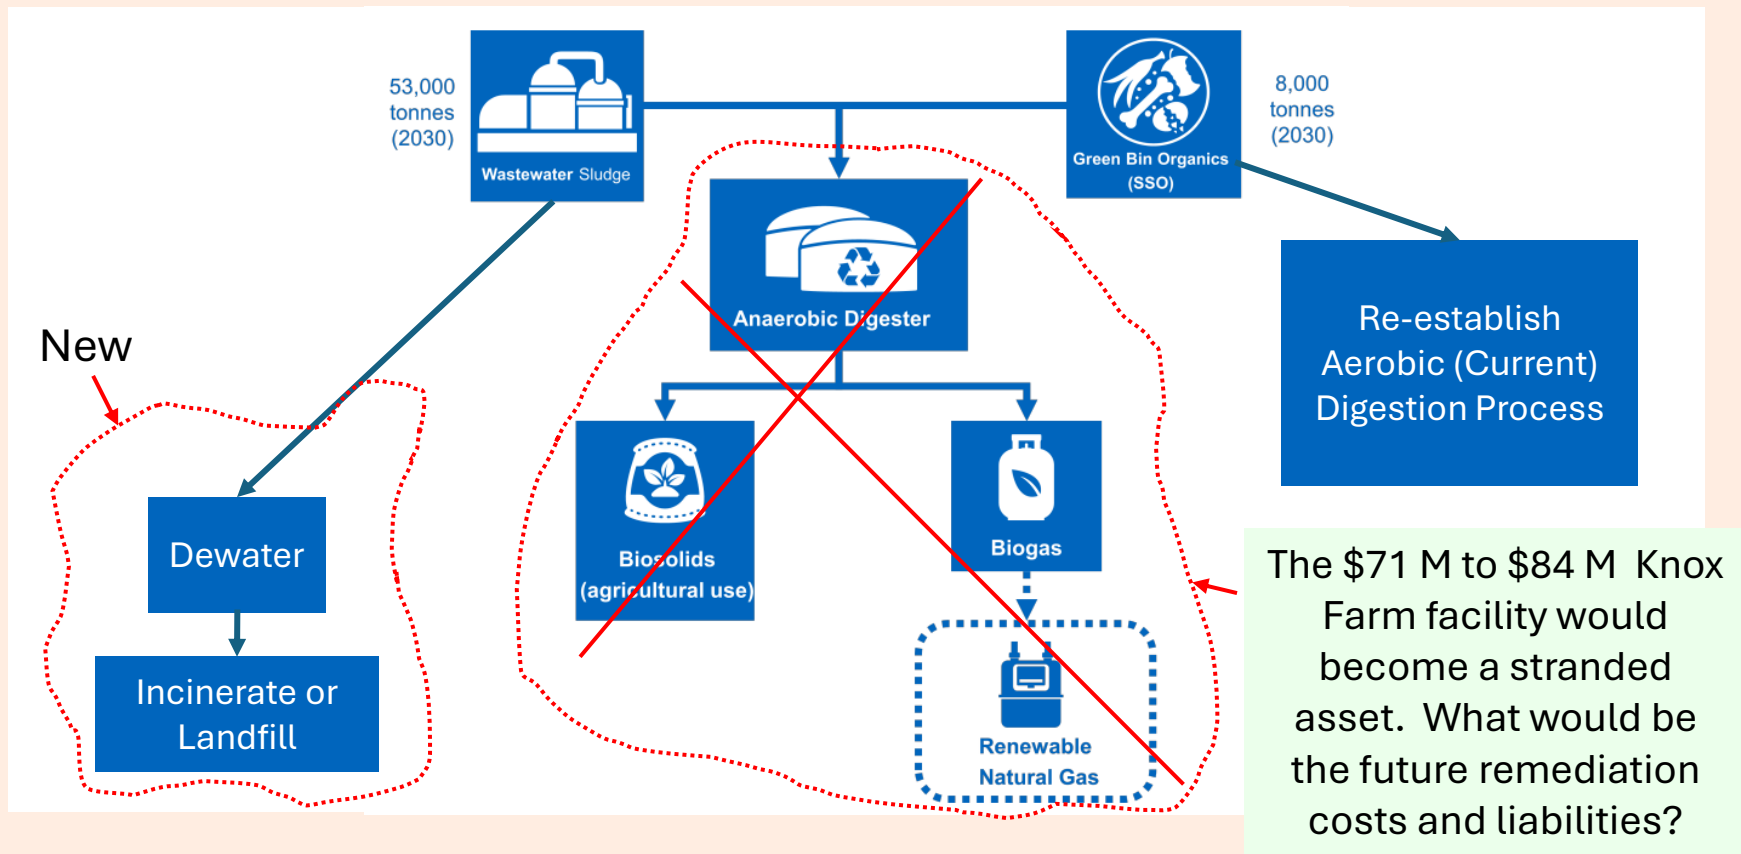 53,000
tonnes
(2030)
Wastewater Sludge
Green Bin Organics
(SSO)
8,000
tonnes
(2030)
Anaerobic Digester
Re-establish
Aerobic (Current)
Digestion Process
New
Dewater
Incinerate or
Landfill
Biosolids
(agricultural use)
Biogas
Renewable
Natural Gas
The $71 M to $84 M  Knox
Farm facility would
become a stranded
asset.  What would be
the future remediation
costs and liabilities?